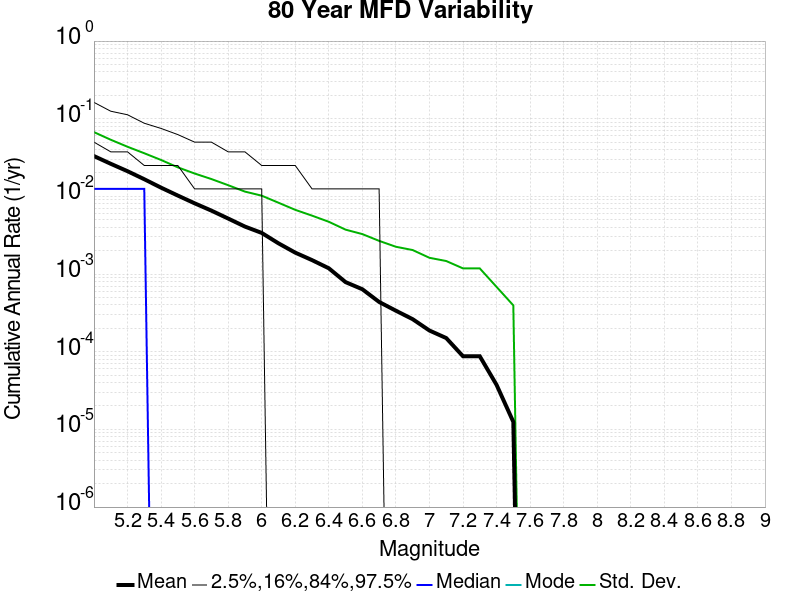 80 Year MFD Variability
10 0
10 -1
10 -2
10 -3
10 -4
10 -5
10 -6
Cumulative Annual Rate (1/yr)
5.2 5.4 5.6 5.8 6 6.2 6.4 6.6 6.8 7 7.2 7.4 7.6 7.8 8 8.2 8.4 8.6 8.8 9
Magnitude
Mean 2.5%,16%,84%,97.5% Median Mode Std. Dev.